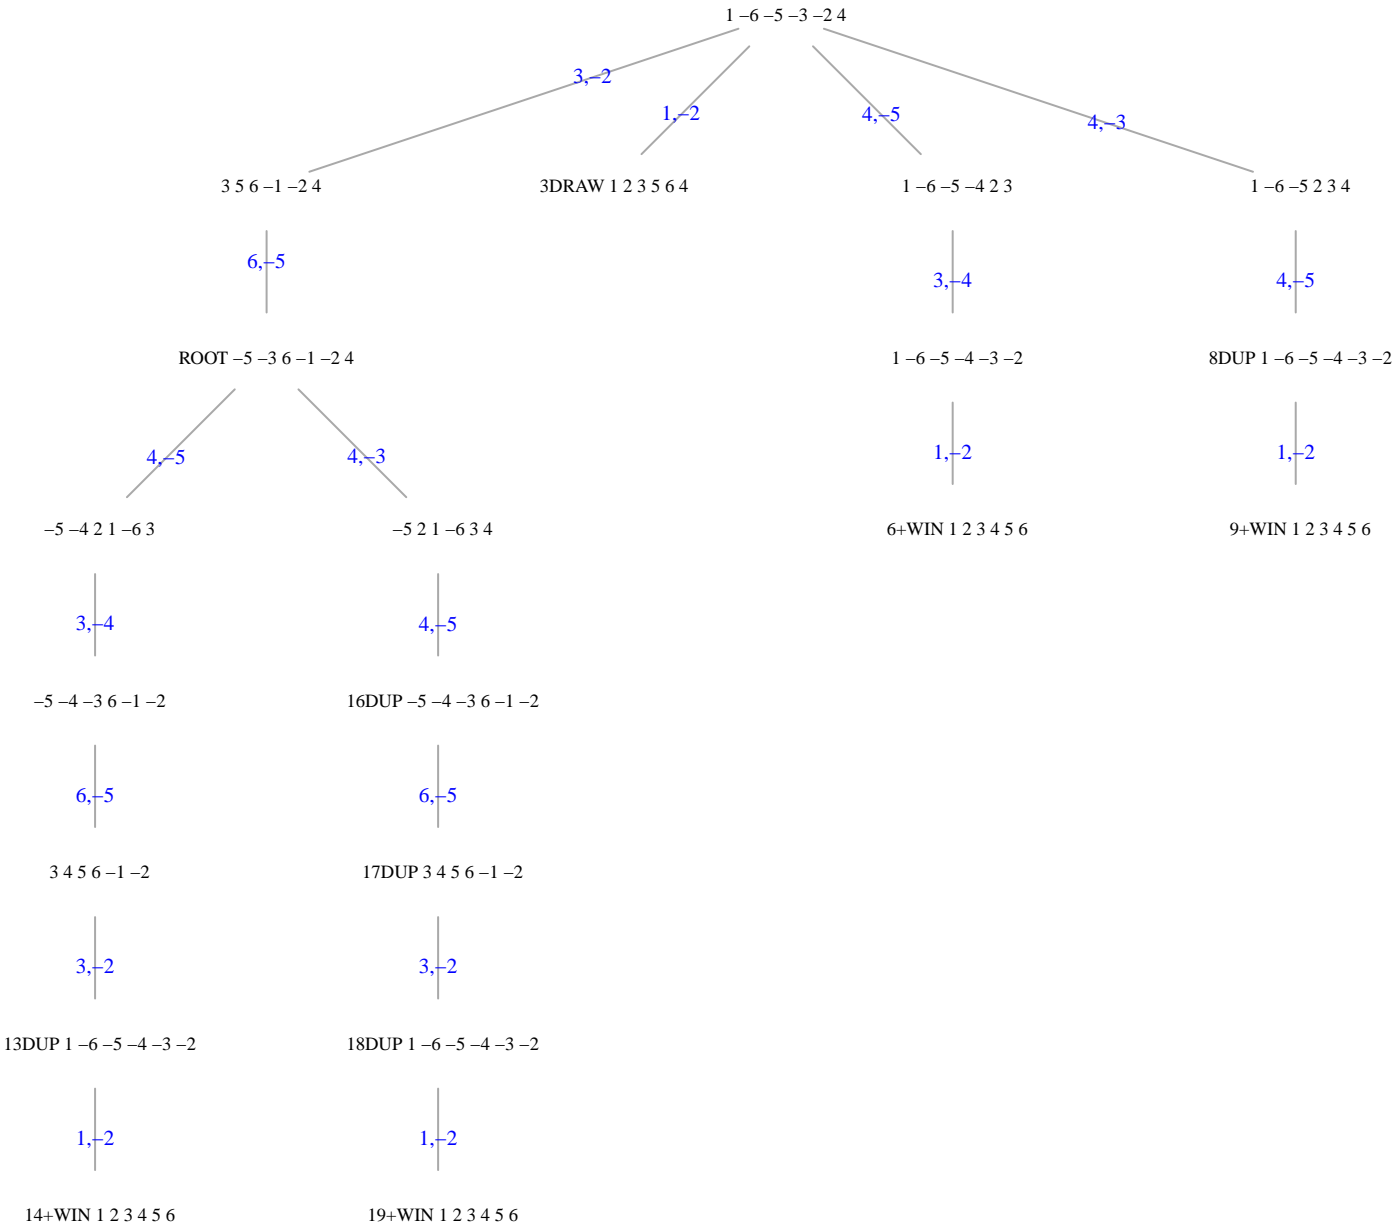 1 –6 –5 –3 –2 4
3,–2
1,–2
4,–5
4,–3
3 5 6 –1 –2 4
3DRAW 1 2 3 5 6 4
1 –6 –5 –4 2 3
1 –6 –5 2 3 4
6,–5
3,–4
4,–5
ROOT –5 –3 6 –1 –2 4
1 –6 –5 –4 –3 –2
8DUP 1 –6 –5 –4 –3 –2
4,–5
4,–3
1,–2
1,–2
–5 –4 2 1 –6 3
–5 2 1 –6 3 4
6+WIN 1 2 3 4 5 6
9+WIN 1 2 3 4 5 6
3,–4
4,–5
–5 –4 –3 6 –1 –2
16DUP –5 –4 –3 6 –1 –2
6,–5
6,–5
3 4 5 6 –1 –2
17DUP 3 4 5 6 –1 –2
3,–2
3,–2
13DUP 1 –6 –5 –4 –3 –2
18DUP 1 –6 –5 –4 –3 –2
1,–2
1,–2
14+WIN 1 2 3 4 5 6
19+WIN 1 2 3 4 5 6